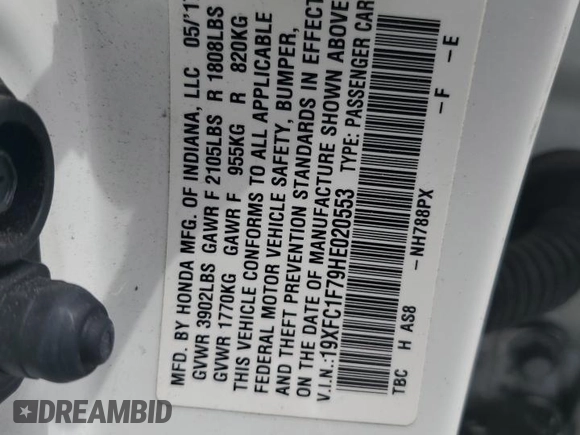 MFD. BY HONDA MFG. OF INDIANA, LLC 05/'1
GVWR 3902LBS GAWR F 2105LBS R 1808LBS
GVWR 1770KG GAWR F 955KG R 820KG
THIS VEHICLE CONFORMS TO ALL APPLICABLE
FEDERAL MOTOR VEHICLE SAFETY, BUMPER,
AND THEFT PREVENTION STANDARDS IN EFFECT
ON THE DATE OF MANUFACTURE SHOWN ABOVE
V.I.N.:19XFC1F79HE020553 TYPE: PASSENGER CAR
TBC H AS8 -NH788PX -F -E
DREAMBID